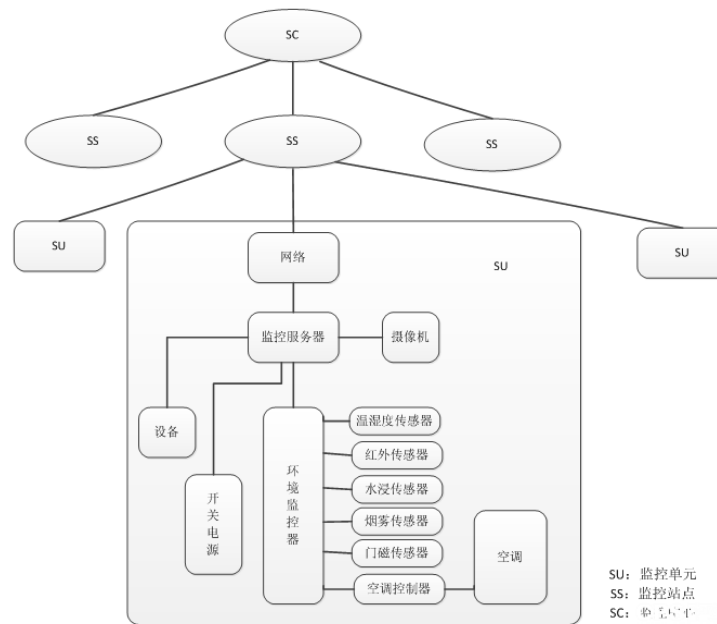 SC
SS
SS
SS
SU
SU
SU
网络
监控服务器
摄像机
设备
开关电源
环境监控器
温湿度传感器
红外传感器
水浸传感器
烟雾传感器
门磁传感器
空调控制器
空调
SU：监控单元
SS：监控站点
SC：监